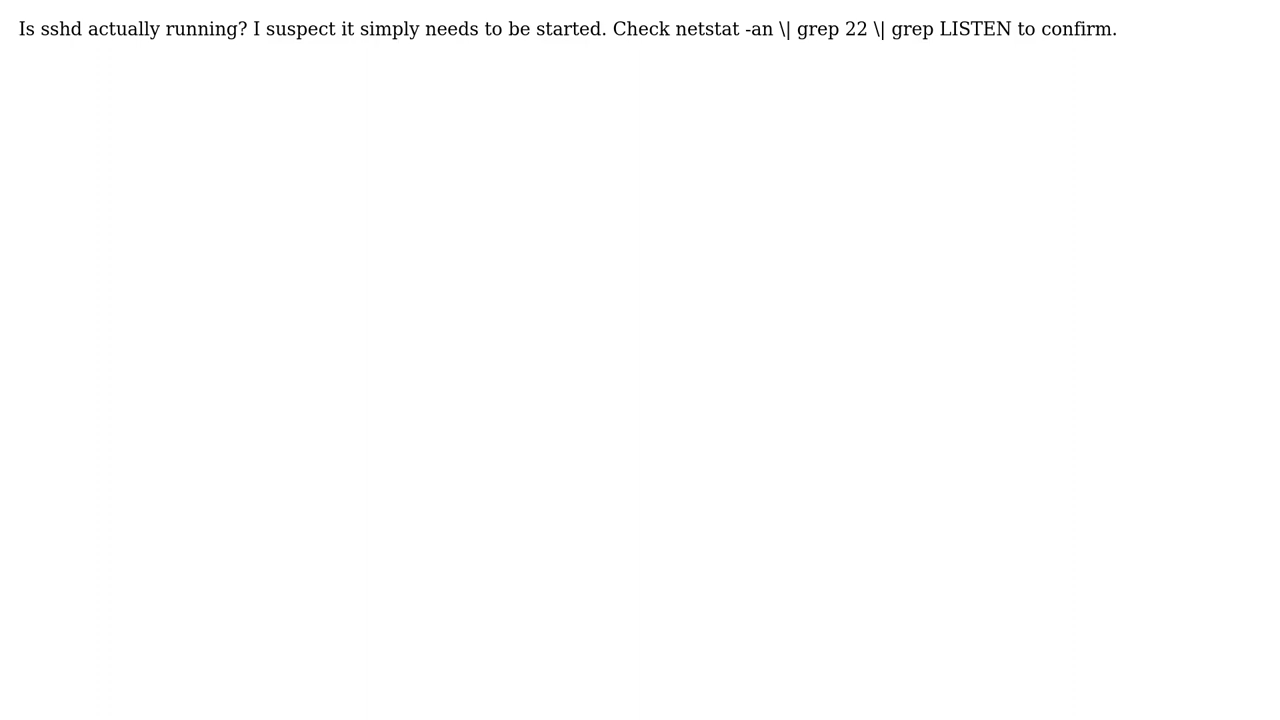 Is sshd actually running? I suspect it simply needs to be started. Check netstat -an \| grep 22 \| grep LISTEN to confirm.